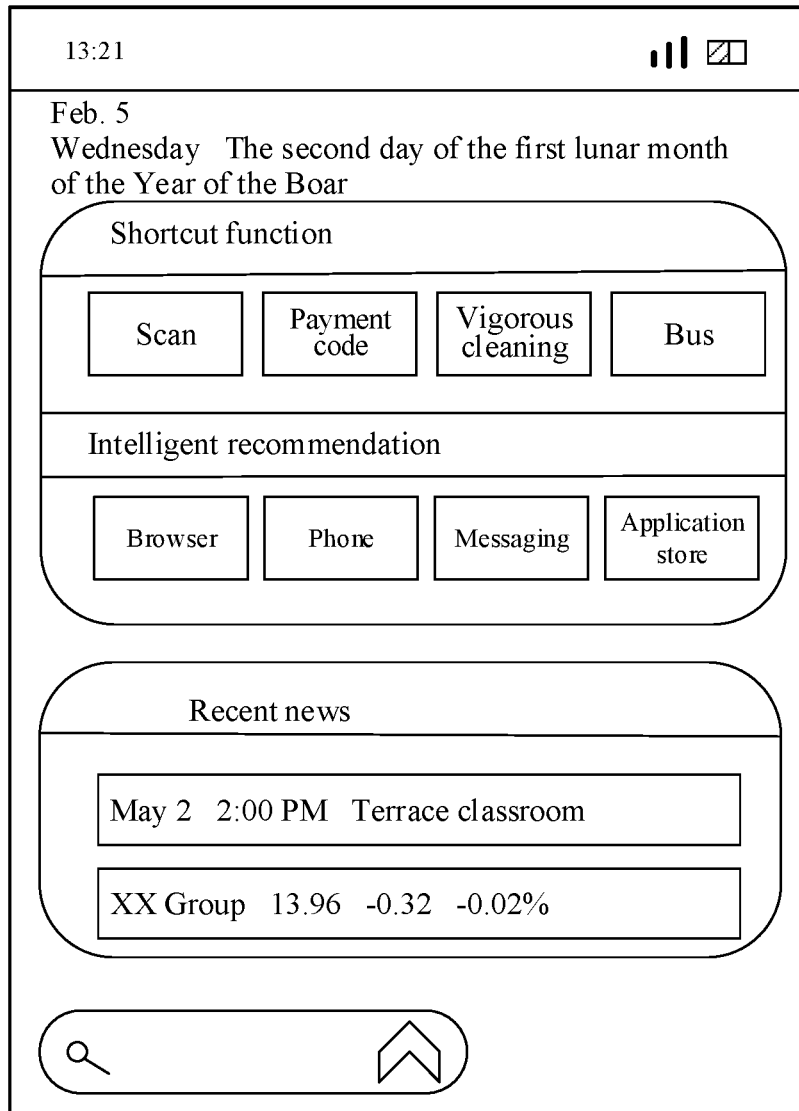 13:21
Feb. 5
Wednesday The second day of the first lunar month
of the Year of the Boar
Shortcut function
Scan
Payment
code
Vigorous
cleaning
Bus
Intelligent recommendation
Browser
Phone
Messaging
Application
store
Recent news
May 2 2:00 PM Terrace classroom
XX Group 13.96 -0.32 -0.02%